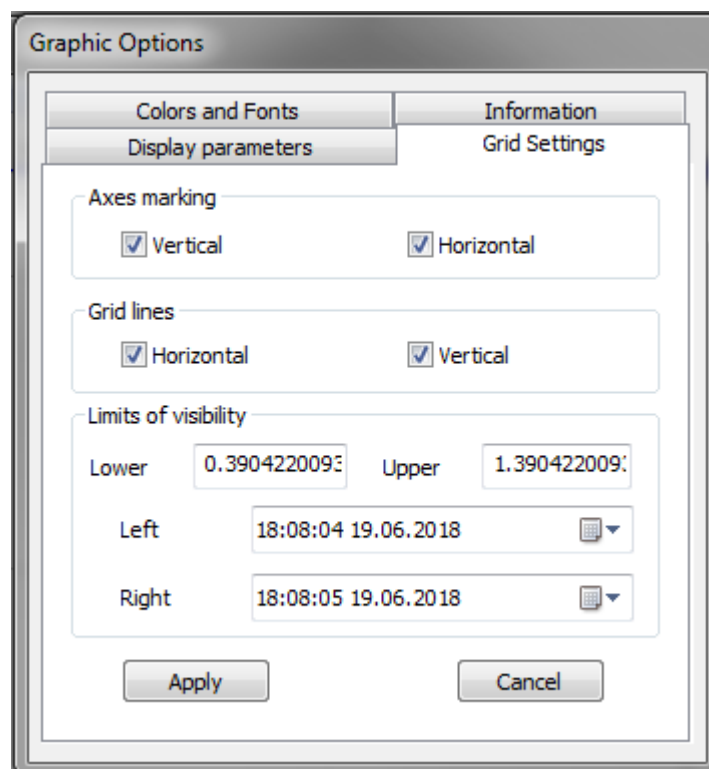 Graphic Options
Colors and Fonts Information
Display parameters Grid Settings
Axes marking
Vertical Horizontal
Grid lines
Horizontal Vertical
Limits of visibility
Lower 0.3904220093 Upper 1.390422009
Left 18:08:04 19.06.2018
Right 18:08:05 19.06.2018
Apply Cancel